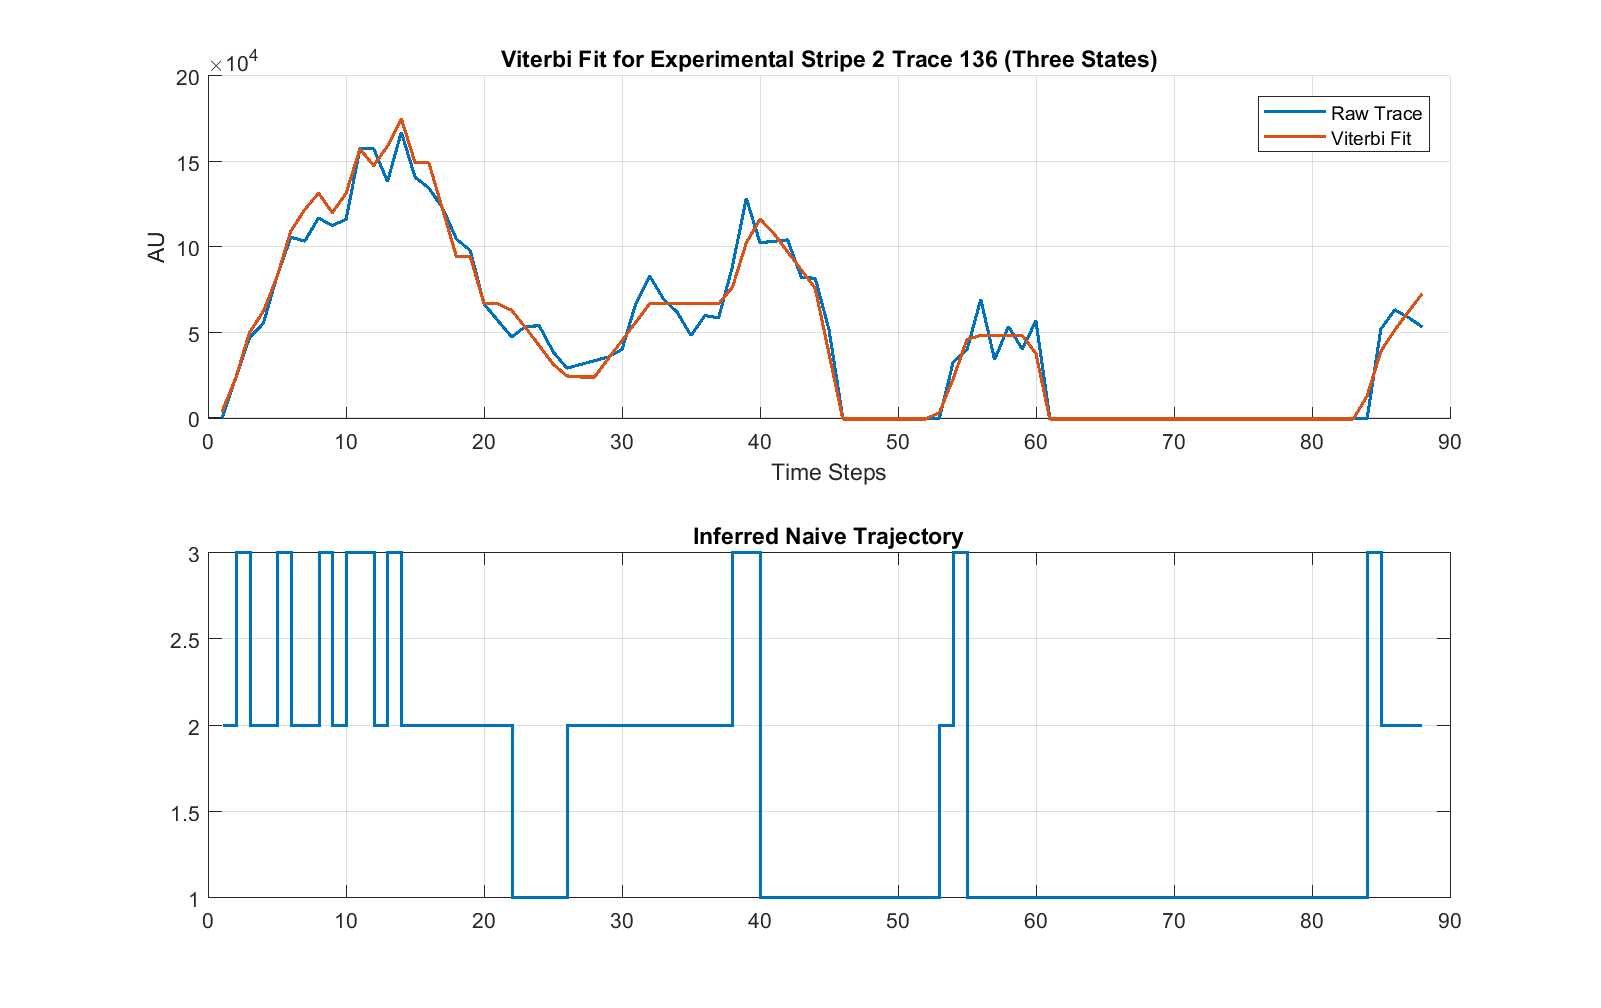 Viterbi Fit for Experimental Stripe 2 Trace 136 (Three States)
×10⁴
20
15
10
5
0
AU
Raw Trace
Viterbi Fit
0 10 20 30 40 50 60 70 80 90
Time Steps
Inferred Naive Trajectory
3
2.5
2
1.5
1
0 10 20 30 40 50 60 70 80 90